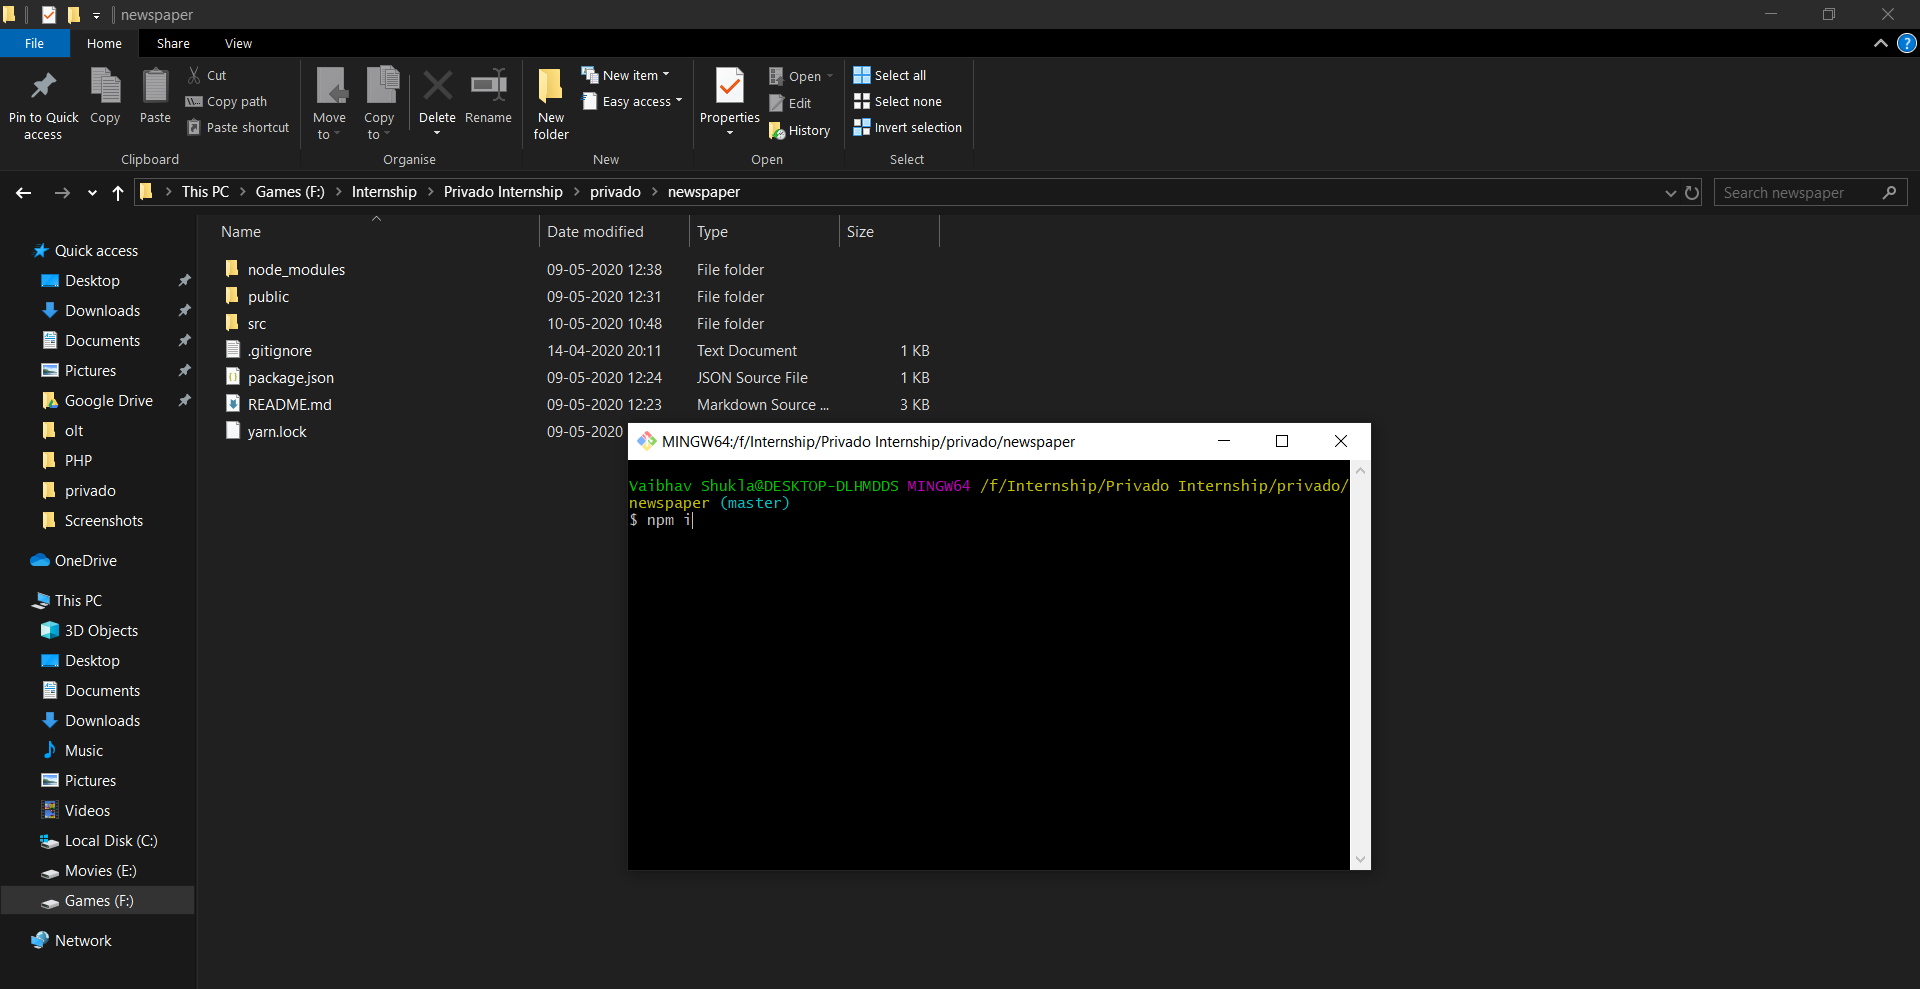 newspaper
File Home Share View
Pin to Quick access
Copy
Paste
Cut
Copy path
Paste shortcut
Clipboard
Move to
Copy to
Delete
Rename
Organise
New folder
New item
Easy access
New
Properties
Open
Edit
History
Open
Select all
Select none
Invert selection
Select
This PC > Games (F:) > Internship > Privado Internship > privado > newspaper
Search newspaper
Quick access
Desktop
Downloads
Documents
Pictures
Google Drive
olt
PHP
privado
Screenshots
OneDrive
This PC
3D Objects
Desktop
Documents
Downloads
Music
Pictures
Videos
Local Disk (C:)
Movies (E:)
Games (F:)
Network
Name Date modified Type Size
node_modules 09-05-2020 12:38 File folder
public 09-05-2020 12:31 File folder
src 10-05-2020 10:48 File folder
.gitignore 14-04-2020 20:11 Text Document 1 KB
package.json 09-05-2020 12:24 JSON Source File 1 KB
README.md 09-05-2020 12:23 Markdown Source ... 3 KB
yarn.lock 09-05-2020
MINGW64:/f/Internship/Privado Internship/privado/newspaper
Vaibhav Shukla@DESKTOP-DLHMDDS MINGW64 /f/Internship/Privado Internship/privado/
newspaper (master)
$ npm i